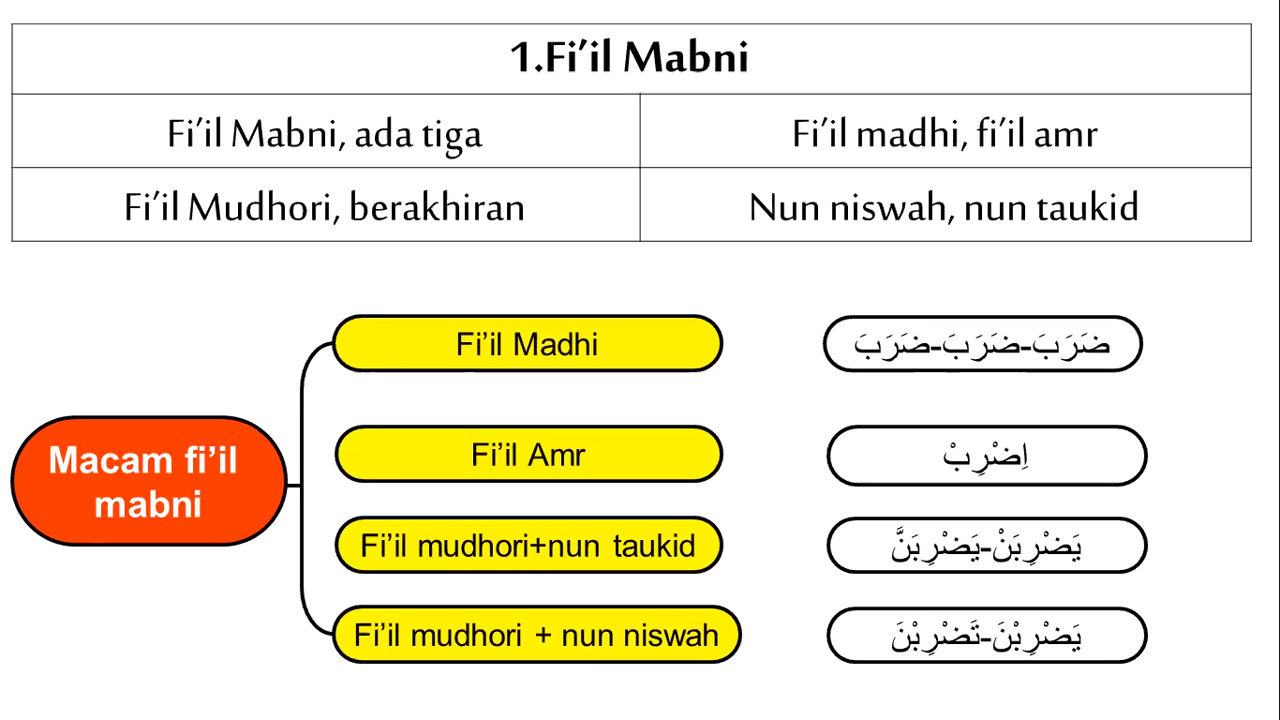 1.Fi’il Mabni
Fi’il Mabni, ada tiga
Fi’il madhi, fi’il amr
Fi’il Mudhori, berakhiran
Nun niswah, nun taukid
Macam fi’il
mabni
Fi’il Madhi
ضَرَبَ-ضَرَبَ-ضَرَبَ
Fi’il Amr
اِضْرِبْ
Fi’il mudhori+nun taukid
يَضْرِبَنْ-يَضْرِبَنَّ
Fi’il mudhori + nun niswah
يَضْرِبْنَ-تَضْرِبْنَ